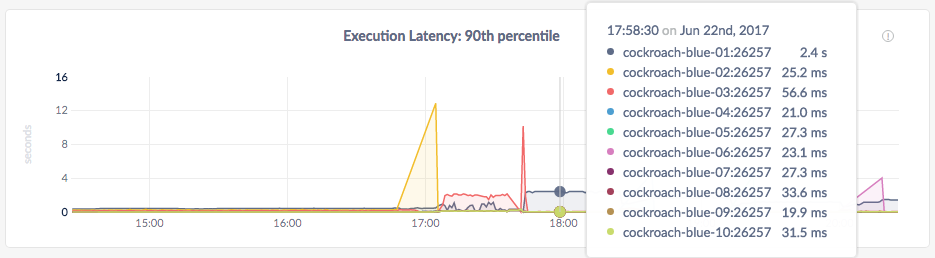 Execution Latency: 90th percentile
seconds
16
12
8
4
0
15:00
16:00
17:00
18:00
17:58:30 on Jun 22nd, 2017
cockroach-blue-01:26257 2.4 s
cockroach-blue-02:26257 25.2 ms
cockroach-blue-03:26257 56.6 ms
cockroach-blue-04:26257 21.0 ms
cockroach-blue-05:26257 27.3 ms
cockroach-blue-06:26257 23.1 ms
cockroach-blue-07:26257 27.3 ms
cockroach-blue-08:26257 33.6 ms
cockroach-blue-09:26257 19.9 ms
cockroach-blue-10:26257 31.5 ms